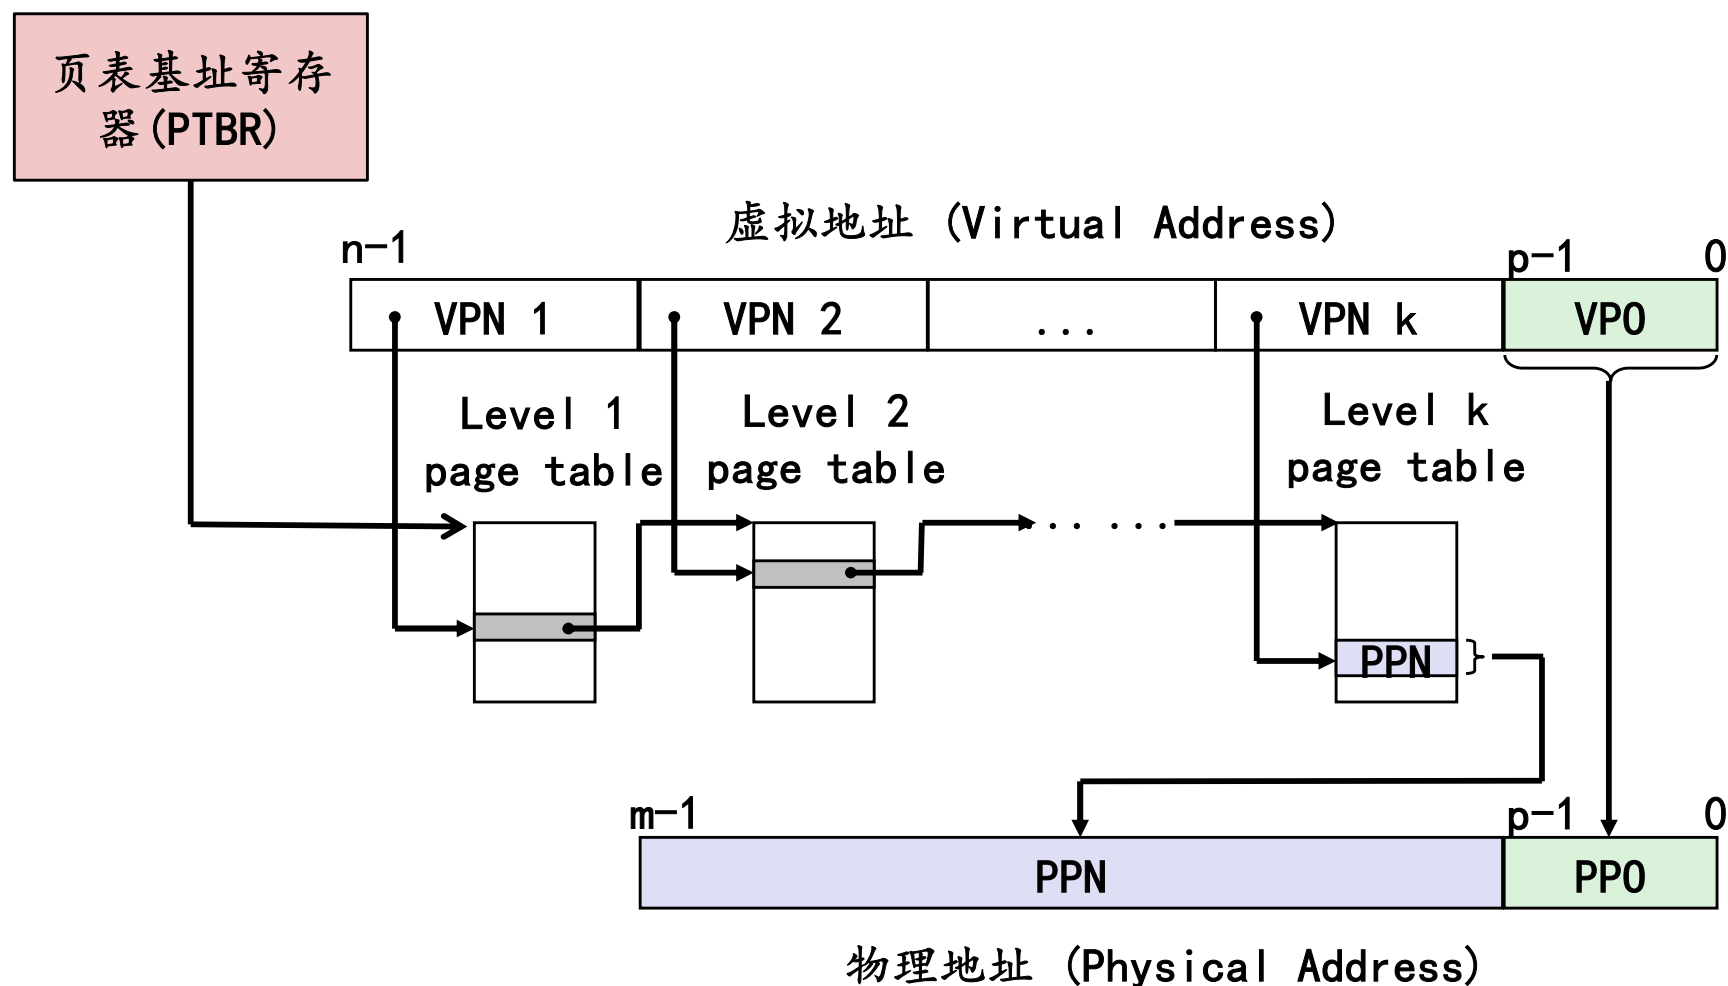 页表基址寄存
器(PTBR)
虚拟地址 (Virtual Address)
n-1
p-1
0
VPN 1
VPN 2
...
VPN k
VPO
Level 1
page table
Level 2
page table
Level k
page table
. .. ....
PPN
m-1
p-1
0
PPN
PPO
物理地址 (Physical Address)